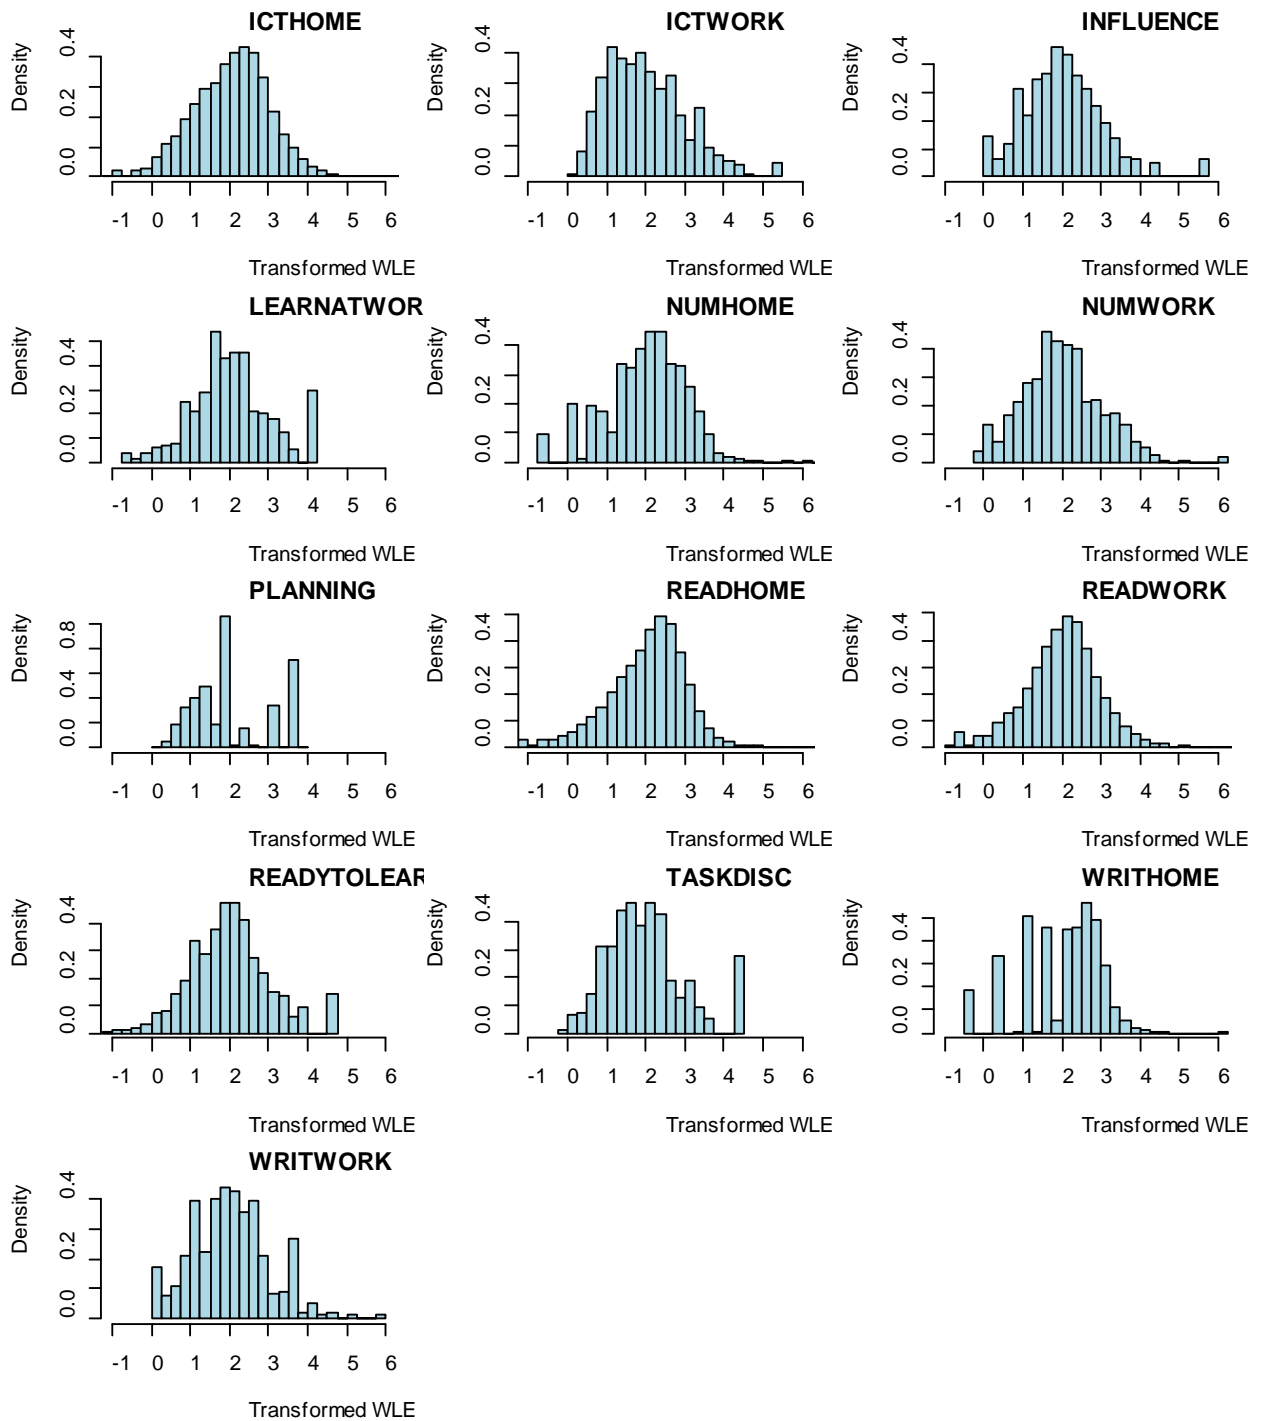 ICTHOME
Density
0.0 0.2 0.4
-1 0 1 2 3 4 5 6
Transformed WLE
ICTWORK
Density
0.0 0.2 0.4
-1 0 1 2 3 4 5 6
Transformed WLE
INFLUENCE
Density
0.0 0.2 0.4
-1 0 1 2 3 4 5 6
Transformed WLE
LEARNATWOR
Density
0.0 0.2 0.4
-1 0 1 2 3 4 5 6
Transformed WLE
NUMHOME
Density
0.0 0.2 0.4
-1 0 1 2 3 4 5 6
Transformed WLE
NUMWORK
Density
0.0 0.2 0.4
-1 0 1 2 3 4 5 6
Transformed WLE
PLANNING
Density
0.0 0.4 0.8
-1 0 1 2 3 4 5 6
Transformed WLE
READHOME
Density
0.0 0.2 0.4
-1 0 1 2 3 4 5 6
Transformed WLE
READWORK
Density
0.0 0.2 0.4
-1 0 1 2 3 4 5 6
Transformed WLE
READYTOLEAR
Density
0.0 0.2 0.4
-1 0 1 2 3 4 5 6
Transformed WLE
TASKDISC
Density
0.0 0.2 0.4
-1 0 1 2 3 4 5 6
Transformed WLE
WRITHOME
Density
0.0 0.2 0.4
-1 0 1 2 3 4 5 6
Transformed WLE
WRITWORK
Density
0.0 0.2 0.4
-1 0 1 2 3 4 5 6
Transformed WLE